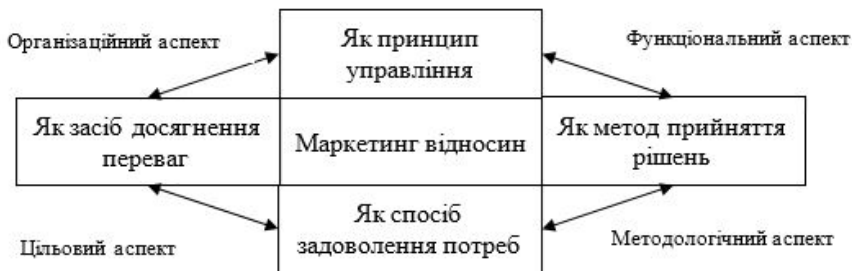 Організаційний аспект
Як принцип
управління
Функціональний аспект
Як засіб досягнення
переваг
Маркетинг відносин
Як метод прийняття
рішень
Як спосіб
задоволення потреб
Цільовий аспект
Методологічний аспект